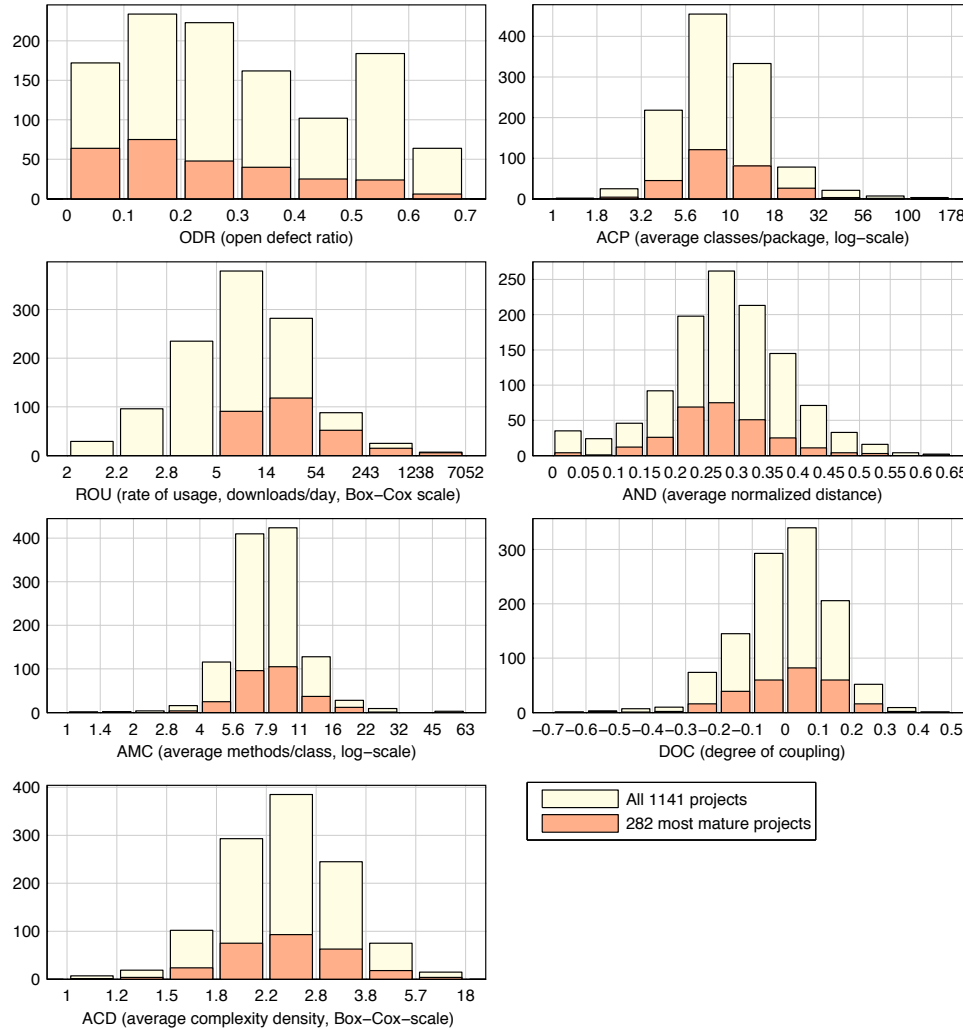 200
150
100
50
0
0 0.1 0.2 0.3 0.4 0.5 0.6 0.7
ODR (open defect ratio)
400
300
200
100
0
1 1.8 3.2 5.6 10 18 32 56 100 178
ACP (average classes/package, log−scale)
300
200
100
0
2 2.2 2.8 5 14 54 243 1238 7052
ROU (rate of usage, downloads/day, Box−Cox scale)
250
200
150
100
50
0
0 0.05 0.1 0.15 0.2 0.25 0.3 0.35 0.4 0.45 0.5 0.55 0.6 0.65
AND (average normalized distance)
400
300
200
100
0
1 1.4 2 2.8 4 5.6 7.9 11 16 22 32 45 63
AMC (average methods/class, log−scale)
300
200
100
0
−0.7 −0.6 −0.5 −0.4 −0.3 −0.2 −0.1 0 0.1 0.2 0.3 0.4 0.5
DOC (degree of coupling)
400
300
200
100
0
1 1.2 1.5 1.8 2.2 2.8 3.8 5.7 18
ACD (average complexity density, Box−Cox−scale)
All 1141 projects
282 most mature projects